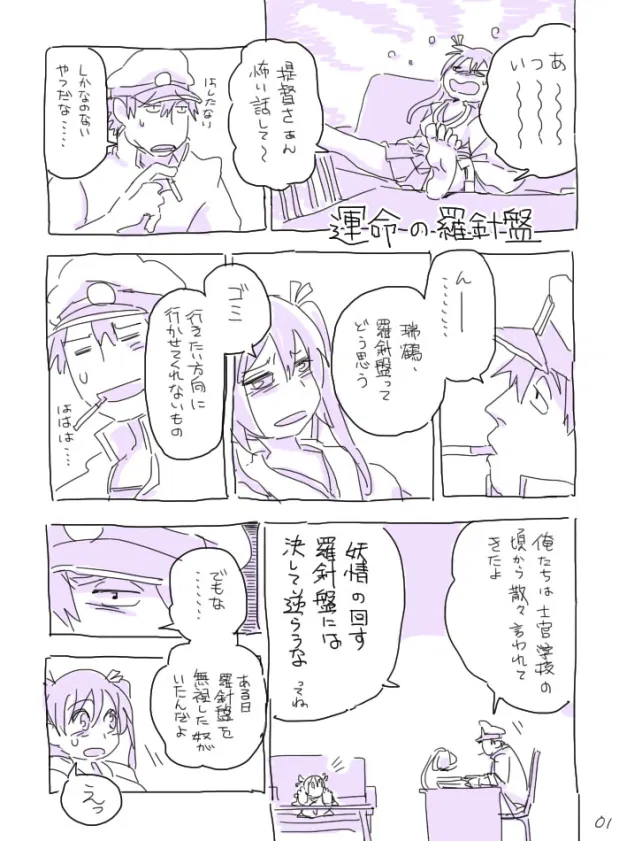 あ〜〜〜
つ〜〜〜〜
い〜〜〜〜
提督さぁん
怖い話して〜
運命の羅針盤
はしたない
しかたのない
やつだな……
んー………
瑞鶴、
羅針盤って
どう思う
ゴミ
行きたい方向に
行かせてくれないもの
ははは……
俺たちは士官学校の
頃から散々言われて
きたよ
妖精の回す
羅針盤には
決して逆らうな
ってね
でもな
………
ある日
羅針盤を
無視した奴が
いたんだよ
えっ
01